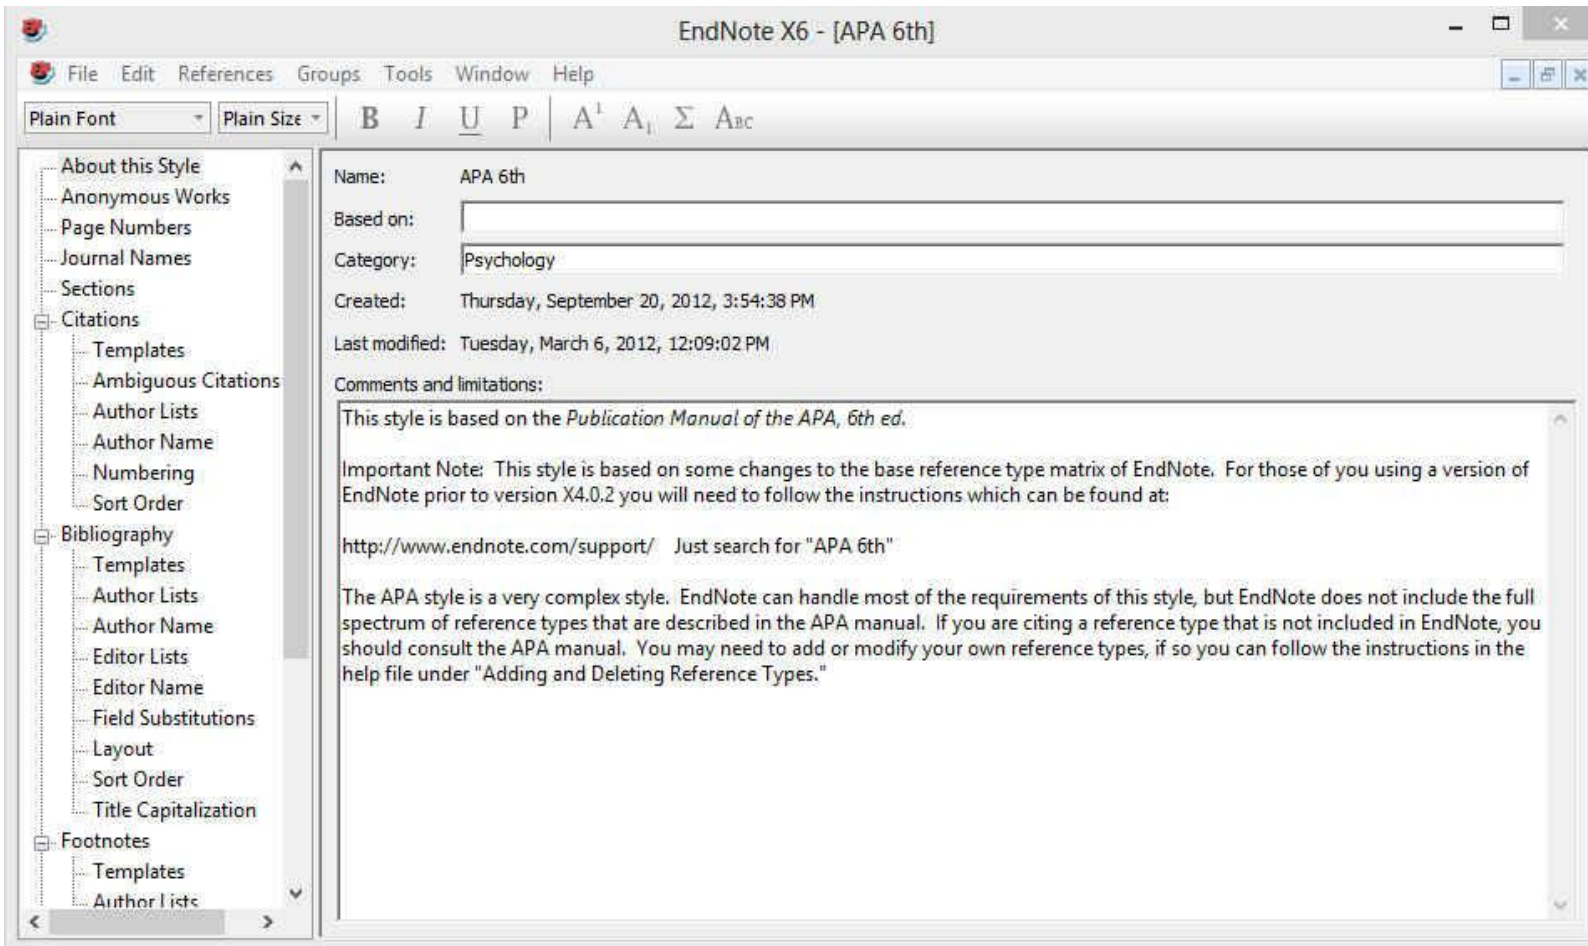 EndNote X6 - [APA 6th]
File Edit References Groups Tools Window Help
Plain Font Plain Size B I U P A1 A1 Σ ABC
About this Style
Anonymous Works
Page Numbers
Journal Names
Sections
Citations
Templates
Ambiguous Citations
Author Lists
Author Name
Numbering
Sort Order
Bibliography
Templates
Author Lists
Author Name
Editor Lists
Editor Name
Field Substitutions
Layout
Sort Order
Title Capitalization
Footnotes
Templates
Author Lists
Name: APA 6th
Based on:
Category: Psychology
Created: Thursday, September 20, 2012, 3:54:38 PM
Last modified: Tuesday, March 6, 2012, 12:09:02 PM
Comments and limitations:
This style is based on the Publication Manual of the APA, 6th ed.
Important Note: This style is based on some changes to the base reference type matrix of EndNote. For those of you using a version of
EndNote prior to version X4.0.2 you will need to follow the instructions which can be found at:
http://www.endnote.com/support/ Just search for "APA 6th"
The APA style is a very complex style. EndNote can handle most of the requirements of this style, but EndNote does not include the full
spectrum of reference types that are described in the APA manual. If you are citing a reference type that is not included in EndNote, you
should consult the APA manual. You may need to add or modify your own reference types, if so you can follow the instructions in the
help file under "Adding and Deleting Reference Types."